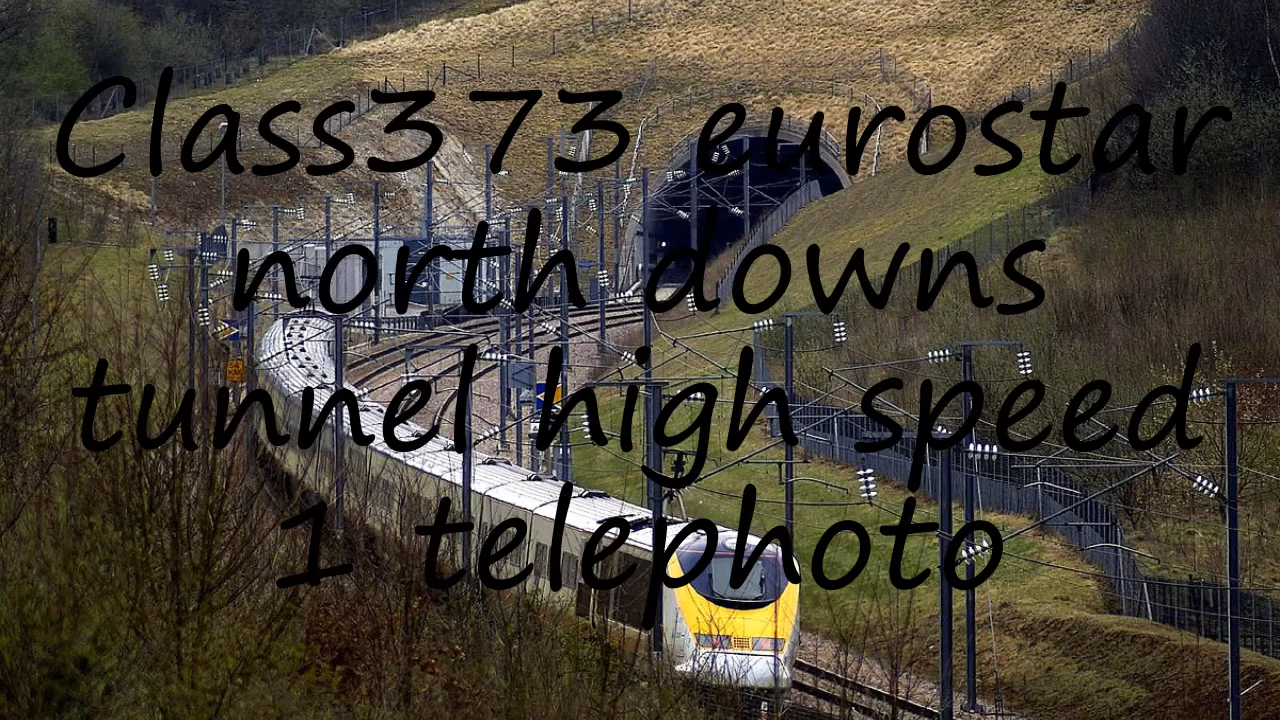 Class373 eurostar
north downs
tunnel high speed
1 telephoto